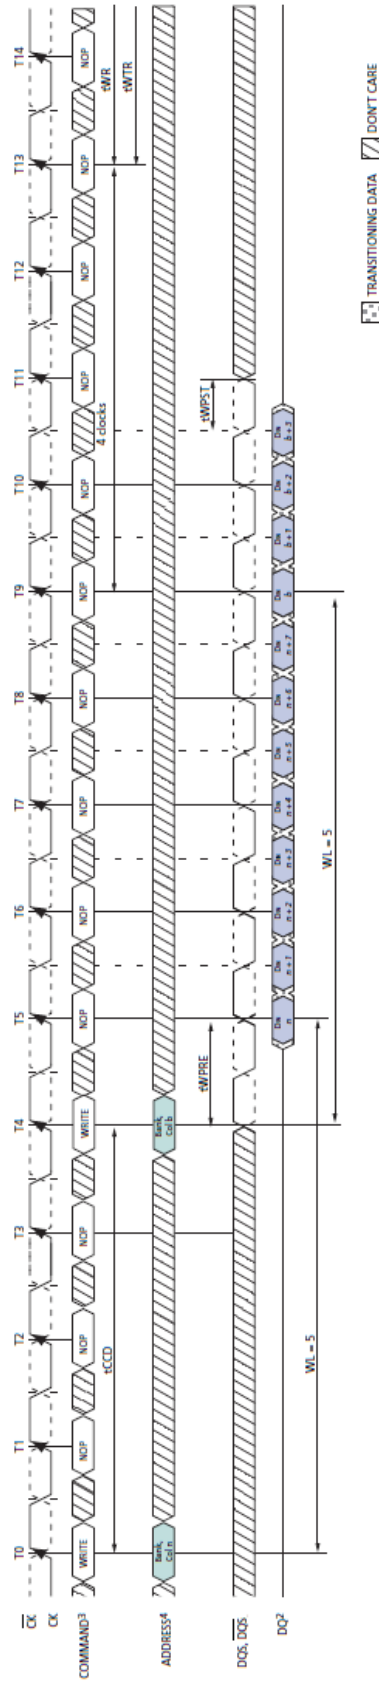 T0 T1 T2 T3 T4 T5 T6 T7 T8 T9 T10 T11 T12 T13 T14
C̅K̅
CK
COMMAND³ WRITE NOP NOP NOP WRITE NOP NOP NOP NOP NOP NOP NOP NOP NOP NOP
4 clocks
tCCD tWR
tWTR
ADDRESS⁴ Bank, Bank,
Col n Col b
tWPRE tWPST
DQS, D̅Q̅S̅
DQ² Din Din Din Din Din Din Din Din Din Din Din Din
n n + 1 n + 2 n + 3 n + 4 n + 5 n + 6 n + 7 b b + 1 b + 2 b + 3
WL = 5
WL = 5
TRANSITIONING DATA DON'T CARE